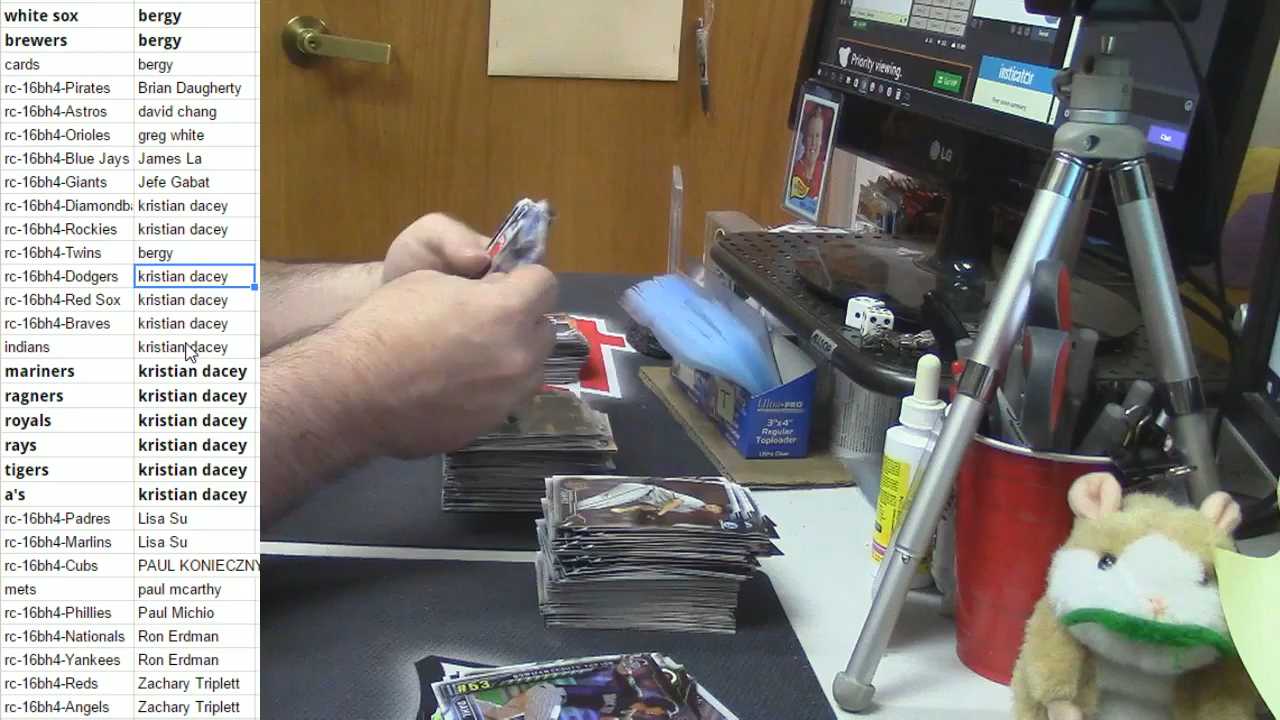 white sox bergy
brewers bergy
cards bergy
rc-16bh4-Pirates Brian Daugherty
rc-16bh4-Astros david chang
rc-16bh4-Orioles greg white
rc-16bh4-Blue Jays James La
rc-16bh4-Giants Jefe Gabat
rc-16bh4-Diamondba kristian dacey
rc-16bh4-Rockies kristian dacey
rc-16bh4-Twins bergy
rc-16bh4-Dodgers kristian dacey
rc-16bh4-Red Sox kristian dacey
rc-16bh4-Braves kristian dacey
indians kristian dacey
mariners kristian dacey
ragners kristian dacey
royals kristian dacey
rays kristian dacey
tigers kristian dacey
a's kristian dacey
rc-16bh4-Padres Lisa Su
rc-16bh4-Marlins Lisa Su
rc-16bh4-Cubs PAUL KONIECZNY
mets paul mcarthy
rc-16bh4-Phillies Paul Michio
rc-16bh4-Nationals Ron Erdman
rc-16bh4-Yankees Ron Erdman
rc-16bh4-Reds Zachary Triplett
rc-16bh4-Angels Zachary Triplett
Priority viewing.
insticator
LG
Ultra-PRO
3"x4"
Regular
Toploader
Ultra Clear
#53
DAHL